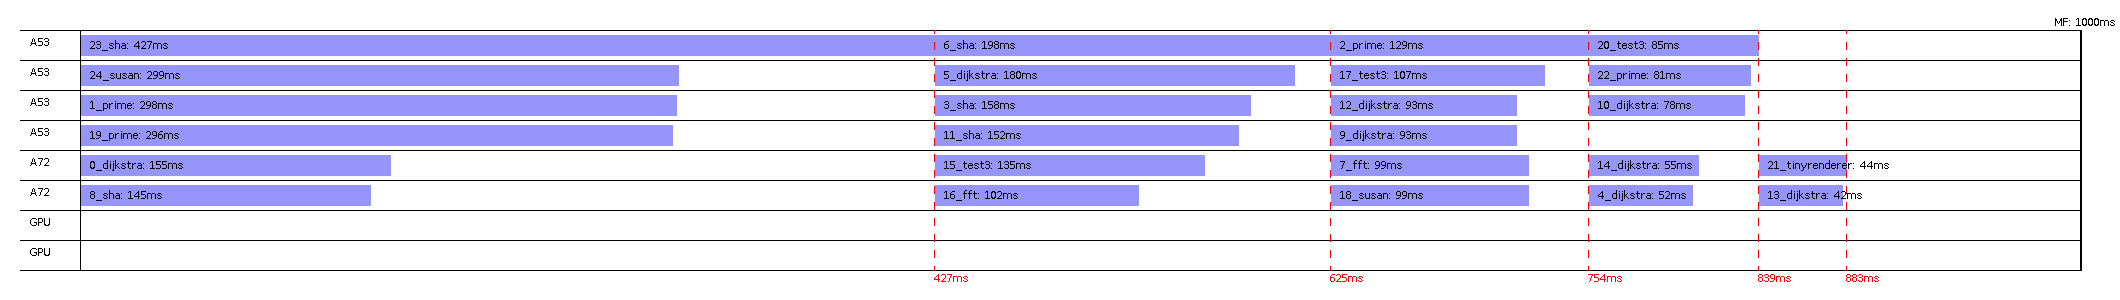 MF: 1000ms
A53 23_sha: 427ms 6_sha: 198ms 2_prime: 129ms 20_test3: 85ms
A53 24_susan: 299ms 5_dijkstra: 180ms 17_test3: 107ms 22_prime: 81ms
A53 1_prime: 298ms 3_sha: 158ms 12_dijkstra: 93ms 10_dijkstra: 78ms
A53 19_prime: 296ms 11_sha: 152ms 9_dijkstra: 93ms
A72 0_dijkstra: 155ms 15_test3: 135ms 7_fft: 99ms 14_dijkstra: 55ms 21_tinyrenderer: 44ms
A72 8_sha: 145ms 16_fft: 102ms 18_susan: 99ms 4_dijkstra: 52ms 13_dijkstra: 42ms
GPU
GPU
427ms 625ms 754ms 839ms 883ms